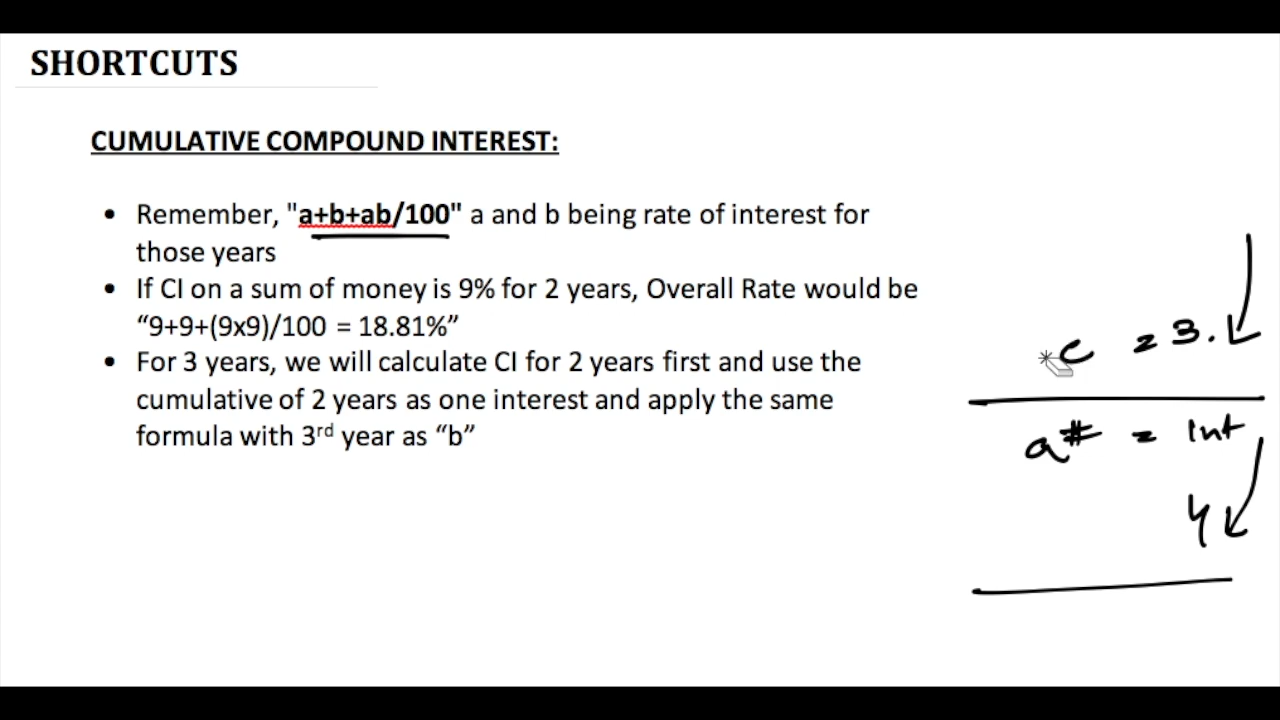 SHORTCUTS
CUMULATIVE COMPOUND INTEREST:
• Remember, "a+b+ab/100" a and b being rate of interest for
those years
• If CI on a sum of money is 9% for 2 years, Overall Rate would be
“9+9+(9x9)/100 = 18.81%”
• For 3 years, we will calculate CI for 2 years first and use the
cumulative of 2 years as one interest and apply the same
formula with 3rd year as “b”
c = 3.
a# = Int